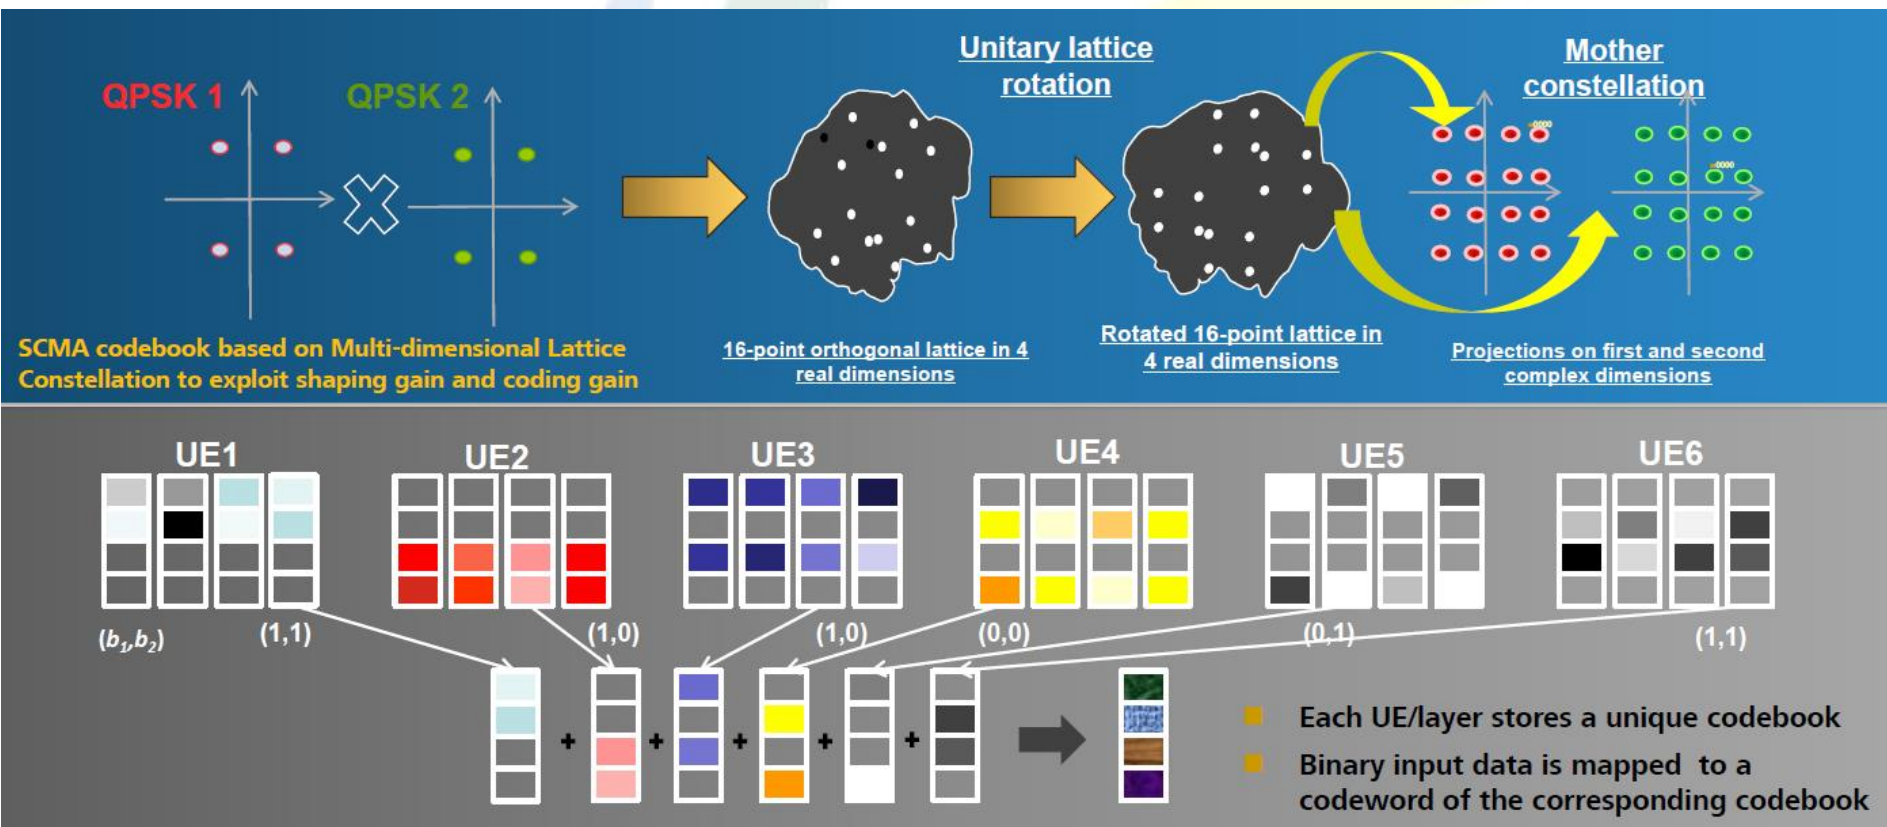 QPSK 1
QPSK 2
Unitary lattice
rotation
Mother
constellation
SCMA codebook based on Multi-dimensional Lattice
Constellation to exploit shaping gain and coding gain
16-point orthogonal lattice in 4
real dimensions
Rotated 16-point lattice in
4 real dimensions
Projections on first and second
complex dimensions
UE1
UE2
UE3
UE4
UE5
UE6
(b₁,b₂)
(1,1)
(1,0)
(1,0)
(0,0)
(0,1)
(1,1)
+ + + + +
Each UE/layer stores a unique codebook
Binary input data is mapped to a
codeword of the corresponding codebook